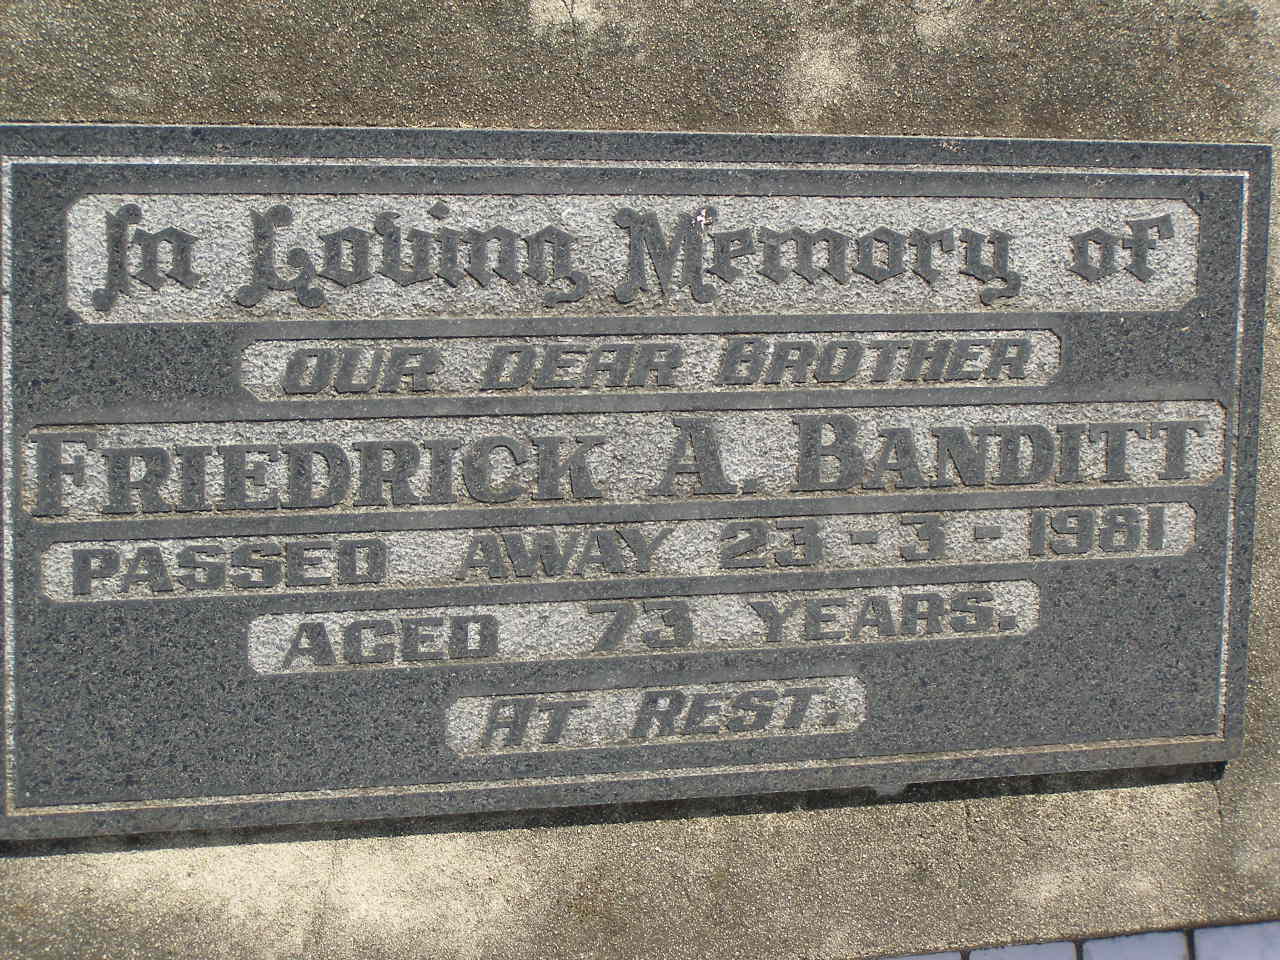 In Loving Memory of
OUR DEAR BROTHER
FRIEDRICK A. BANDITT
PASSED AWAY 23-3-1981
AGED 73 YEARS.
AT REST.